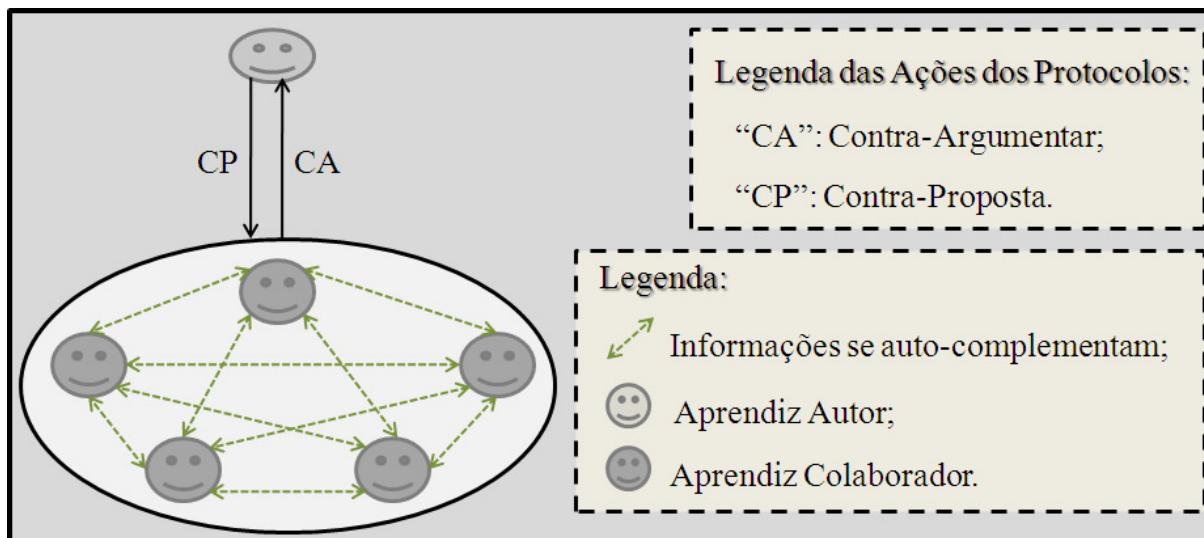 CP
CA
Legenda das Ações dos Protocolos:
“CA”: Contra-Argumentar;
“CP”: Contra-Proposta.
Legenda:
Informações se auto-complementam;
Aprendiz Autor;
Aprendiz Colaborador.